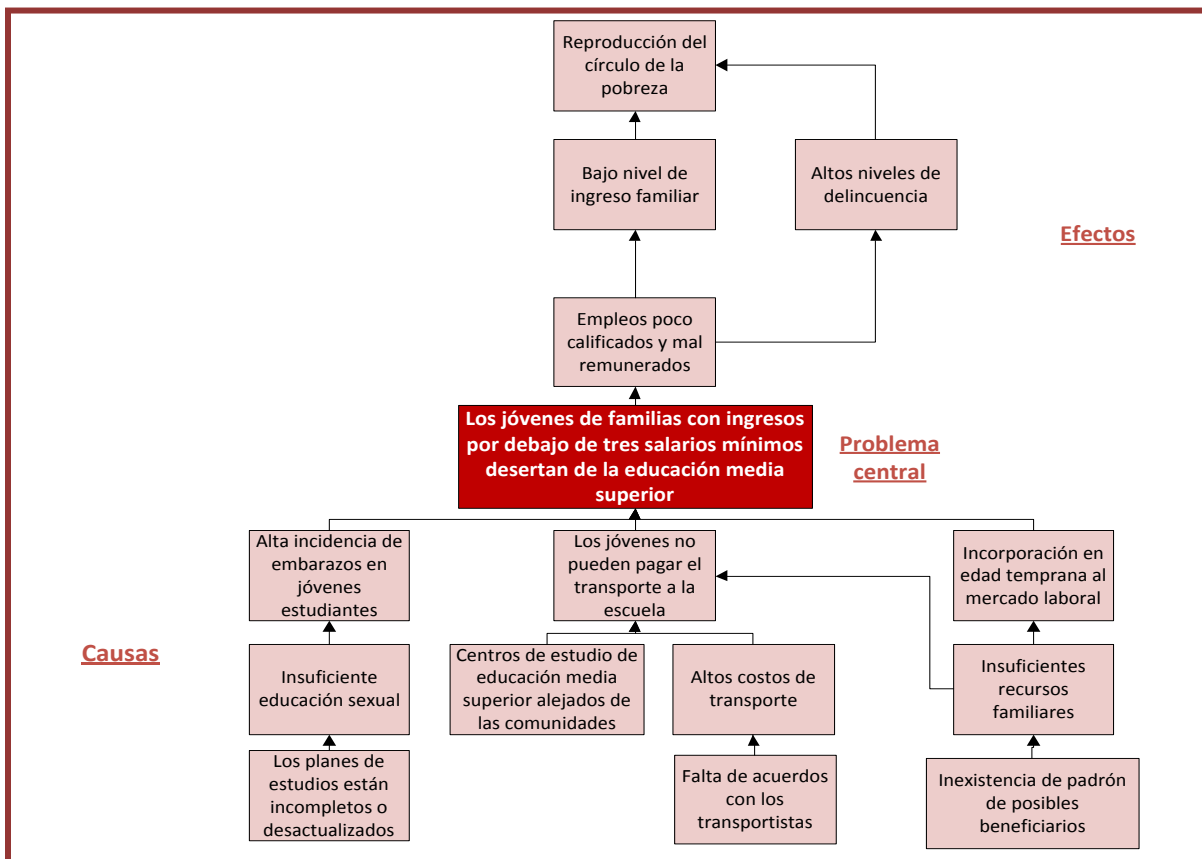 Reproducción del
círculo de la
pobreza
Bajo nivel de
ingreso familiar
Altos niveles de
delincuencia
Efectos
Empleos poco
calificados y mal
remunerados
Los jóvenes de familias con ingresos
por debajo de tres salarios mínimos
desertan de la educación media
superior
Problema
central
Alta incidencia de
embarazos en
jóvenes
estudiantes
Los jóvenes no
pueden pagar el
transporte a la
escuela
Incorporación en
edad temprana al
mercado laboral
Causas
Insuficiente
educación sexual
Centros de estudio de
educación media
superior alejados de
las comunidades
Altos costos de
transporte
Insuficientes
recursos
familiares
Los planes de
estudios están
incompletos o
desactualizados
Falta de acuerdos
con los
transportistas
Inexistencia de padrón
de posibles
beneficiarios